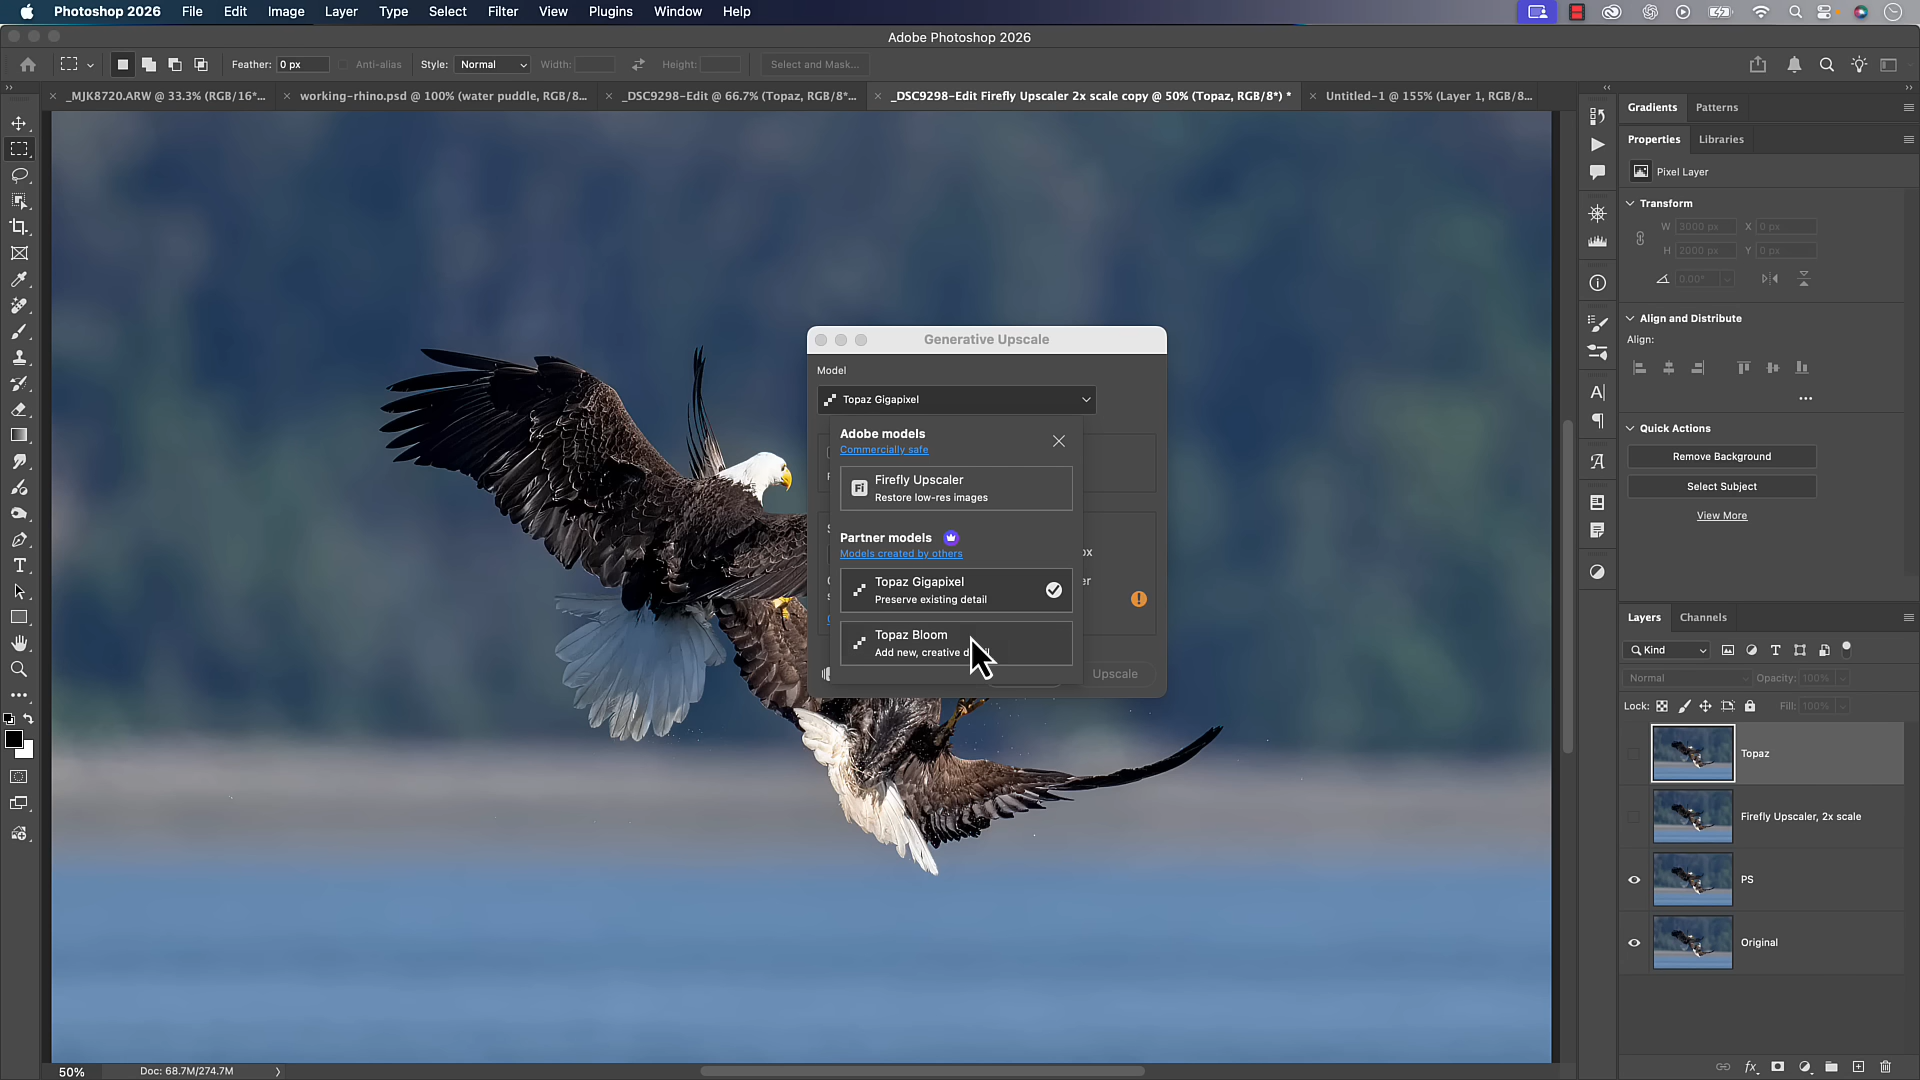 Photoshop 2026 File Edit Image Layer Type Select Filter View Plugins Window Help
Adobe Photoshop 2026
Feather: 0 px Anti-alias Style: Normal Width: Height: Select and Mask...
_MJK8720.ARW @ 33.3% (RGB/16*... working-rhino.psd @ 100% (water puddle, RGB/8... _DSC9298-Edit @ 66.7% (Topaz, RGB/8*... _DSC9298-Edit Firefly Upscaler 2x scale copy @ 50% (Topaz, RGB/8*) * Untitled-1 @ 155% (Layer 1, RGB/8...
Gradients Patterns
Properties Libraries
Pixel Layer
Transform
W 3000 px X 0 px
H 2000 px Y 0 px
0.00°
Align and Distribute
Align:
Quick Actions
Remove Background
Select Subject
View More
Generative Upscale
Model
Topaz Gigapixel
Adobe models
Commercially safe
Fi Firefly Upscaler
Restore low-res images
Partner models
Models created by others
Topaz Gigapixel
Preserve existing detail
Topaz Bloom
Add new, creative
Upscale
Layers Channels
Kind
Normal Opacity: 100%
Lock: Fill: 100%
Topaz
Firefly Upscaler, 2x scale
PS
Original
50% Doc: 68.7M/274.7M